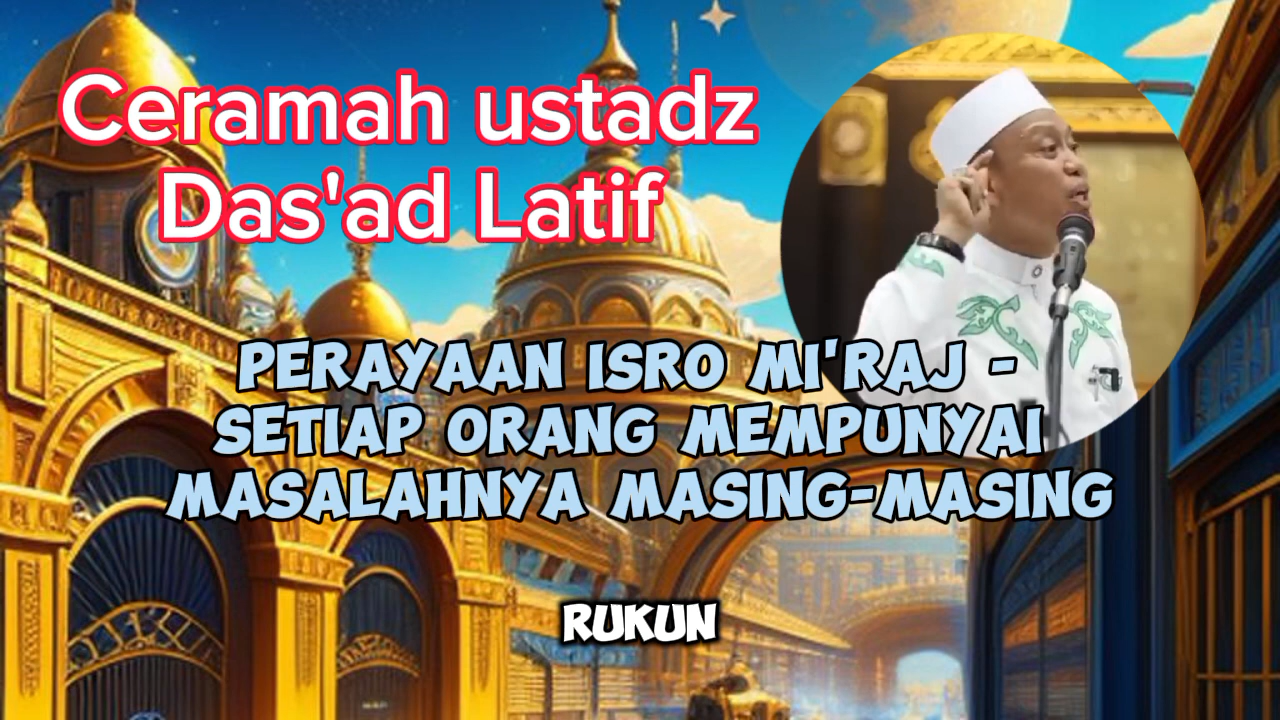 Ceramah ustadz
Das'ad Latif
PERAYAAN ISRO MI'RAJ -
SETIAP ORANG MEMPUNYAI
MASALAHNYA MASING-MASING
RUKUN